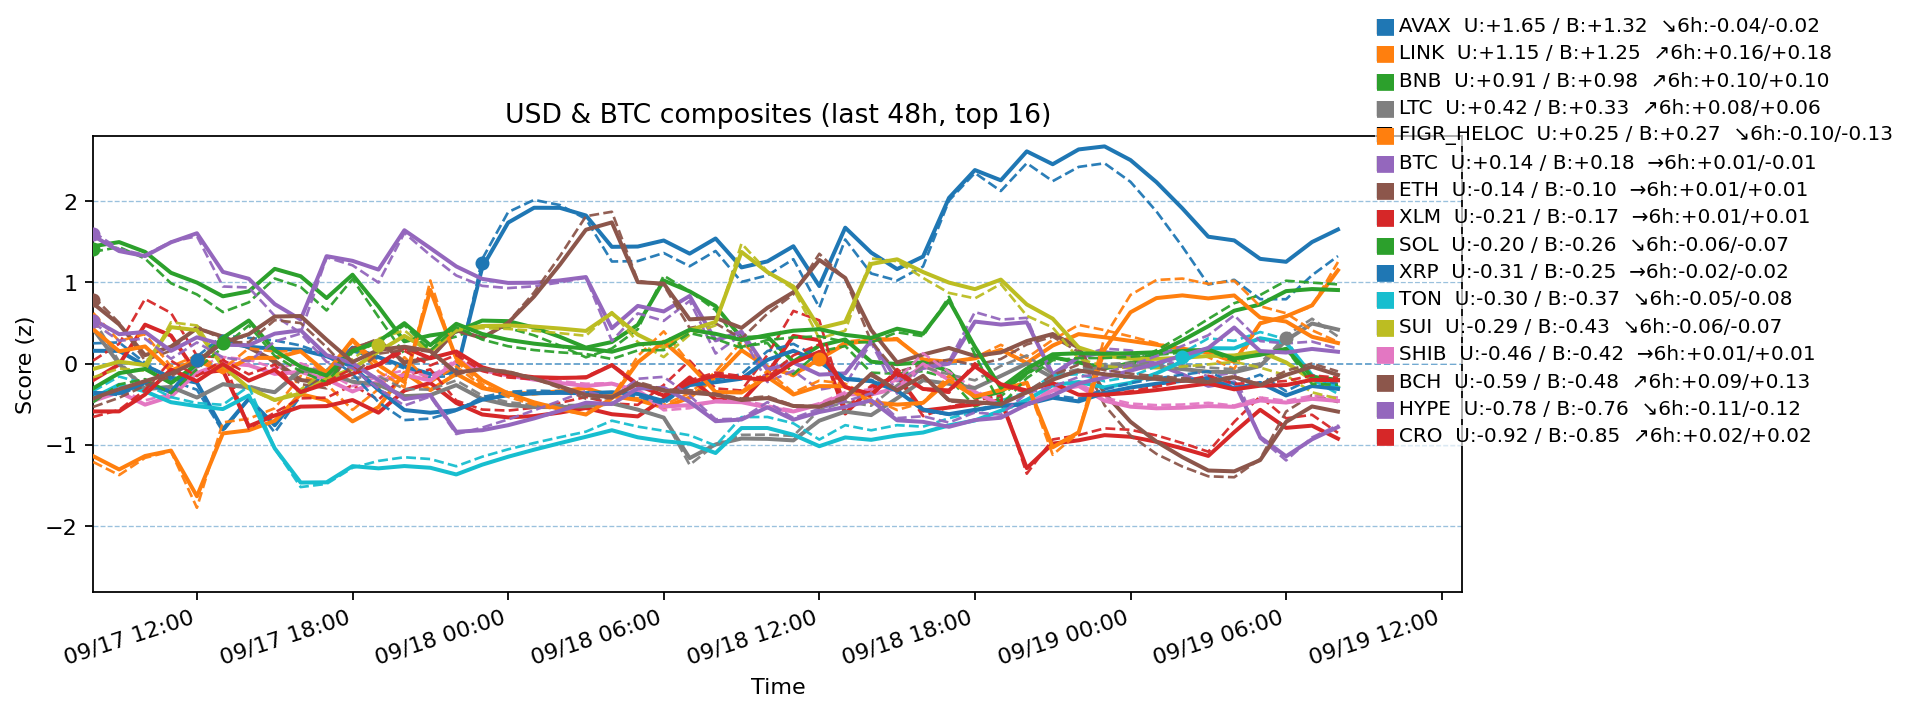 AVAX U:+1.65 / B:+1.32 ↘6h:-0.04/-0.02
LINK U:+1.15 / B:+1.25 ↗6h:+0.16/+0.18
BNB U:+0.91 / B:+0.98 ↗6h:+0.10/+0.10
LTC U:+0.42 / B:+0.33 ↗6h:+0.08/+0.06
FIGR_HELOC U:+0.25 / B:+0.27 ↘6h:-0.10/-0.13
BTC U:+0.14 / B:+0.18 →6h:+0.01/-0.01
ETH U:-0.14 / B:-0.10 →6h:+0.01/+0.01
XLM U:-0.21 / B:-0.17 →6h:+0.01/+0.01
SOL U:-0.20 / B:-0.26 ↘6h:-0.06/-0.07
XRP U:-0.31 / B:-0.25 →6h:-0.02/-0.02
TON U:-0.30 / B:-0.37 ↘6h:-0.05/-0.08
SUI U:-0.29 / B:-0.43 ↘6h:-0.06/-0.07
SHIB U:-0.46 / B:-0.42 →6h:+0.01/+0.01
BCH U:-0.59 / B:-0.48 ↗6h:+0.09/+0.13
HYPE U:-0.78 / B:-0.76 ↘6h:-0.11/-0.12
CRO U:-0.92 / B:-0.85 ↗6h:+0.02/+0.02
USD & BTC composites (last 48h, top 16)
Score (z)
2
1
0
−1
−2
09/17 12:00
09/17 18:00
09/18 00:00
09/18 06:00
09/18 12:00
09/18 18:00
09/19 00:00
09/19 06:00
09/19 12:00
Time